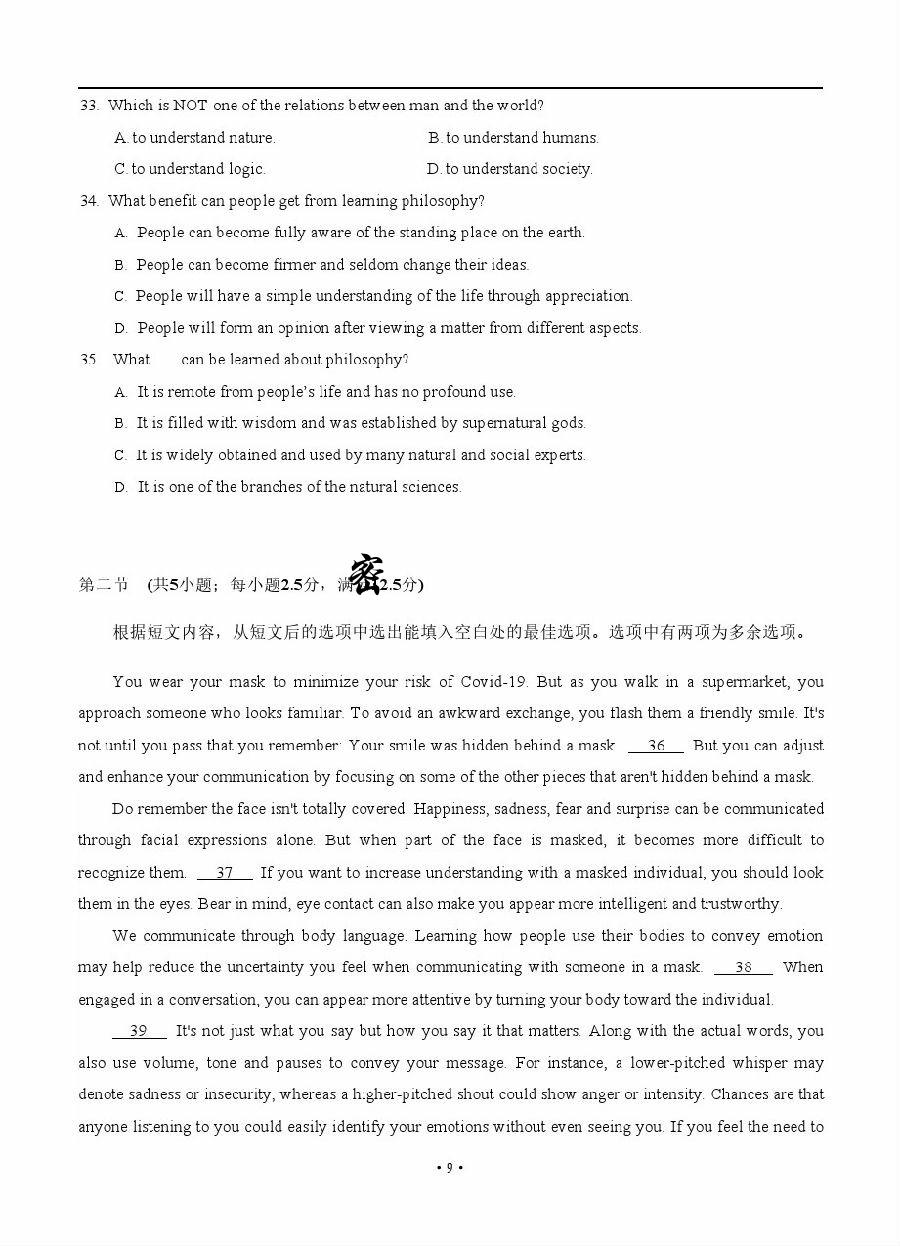 33. Which is NOT one of the relations between man and the world?
A. to understand nature. B. to understand humans.
C. to understand logic. D. to understand society.
34. What benefit can people get from learning philosophy?
A. People can become fully aware of the standing place on the earth.
B. People can become firmer and seldom change their ideas.
C. People will have a simple understanding of the life through appreciation.
D. People will form an opinion after viewing a matter from different aspects.
35 What can be learned about philosophy?
A. It is remote from people's life and has no profound use.
B. It is filled with wisdom and was established by supernatural gods.
C. It is widely obtained and used by many natural and social experts.
D. It is one of the branches of the natural sciences.
密
第二节 (共5小题；每小题2.5分，满 2.5分)
根据短文内容，从短文后的选项中选出能填入空白处的最佳选项。选项中有两项为多余选项。
You wear your mask to minimize your risk of Covid-19. But as you walk in a supermarket, you
approach someone who looks familiar. To avoid an awkward exchange, you flash them a friendly smile. It's
not until you pass that you remember: Your smile was hidden behind a mask. 36 But you can adjust
and enhance your communication by focusing on some of the other pieces that aren't hidden behind a mask.
Do remember the face isn't totally covered. Happiness, sadness, fear and surprise can be communicated
through facial expressions alone. But when part of the face is masked, it becomes more difficult to
recognize them. 37 If you want to increase understanding with a masked individual, you should look
them in the eyes. Bear in mind, eye contact can also make you appear more intelligent and trustworthy.
We communicate through body language. Learning how people use their bodies to convey emotion
may help reduce the uncertainty you feel when communicating with someone in a mask. 38 When
engaged in a conversation, you can appear more attentive by turning your body toward the individual.
39 It's not just what you say but how you say it that matters. Along with the actual words, you
also use volume, tone and pauses to convey your message. For instance, a lower-pitched whisper may
denote sadness or insecurity, whereas a higher-pitched shout could show anger or intensity. Chances are that
anyone listening to you could easily identify your emotions without even seeing you. If you feel the need to
• 9 •